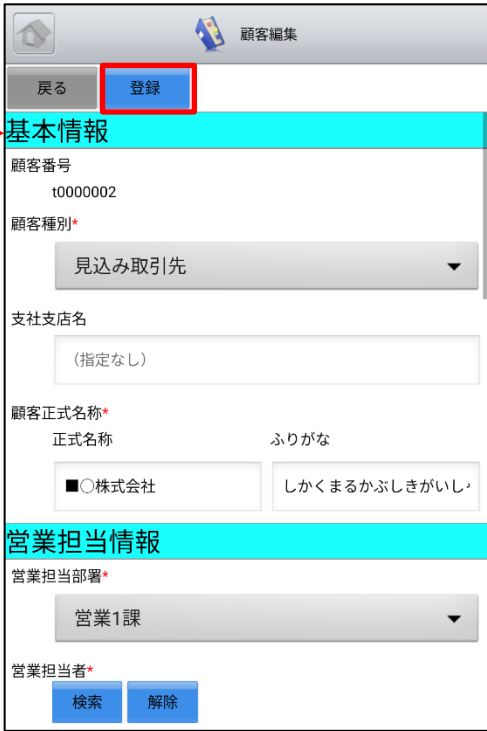 顧客編集
戻る 登録
基本情報
顧客番号
t0000002
顧客種別*
見込み取引先
支社支店名
（指定なし）
顧客正式名称*
正式名称 ふりがな
■○株式会社 しかくまるかぶしきがいし
営業担当情報
営業担当部署*
営業1課
営業担当者*
検索 解除